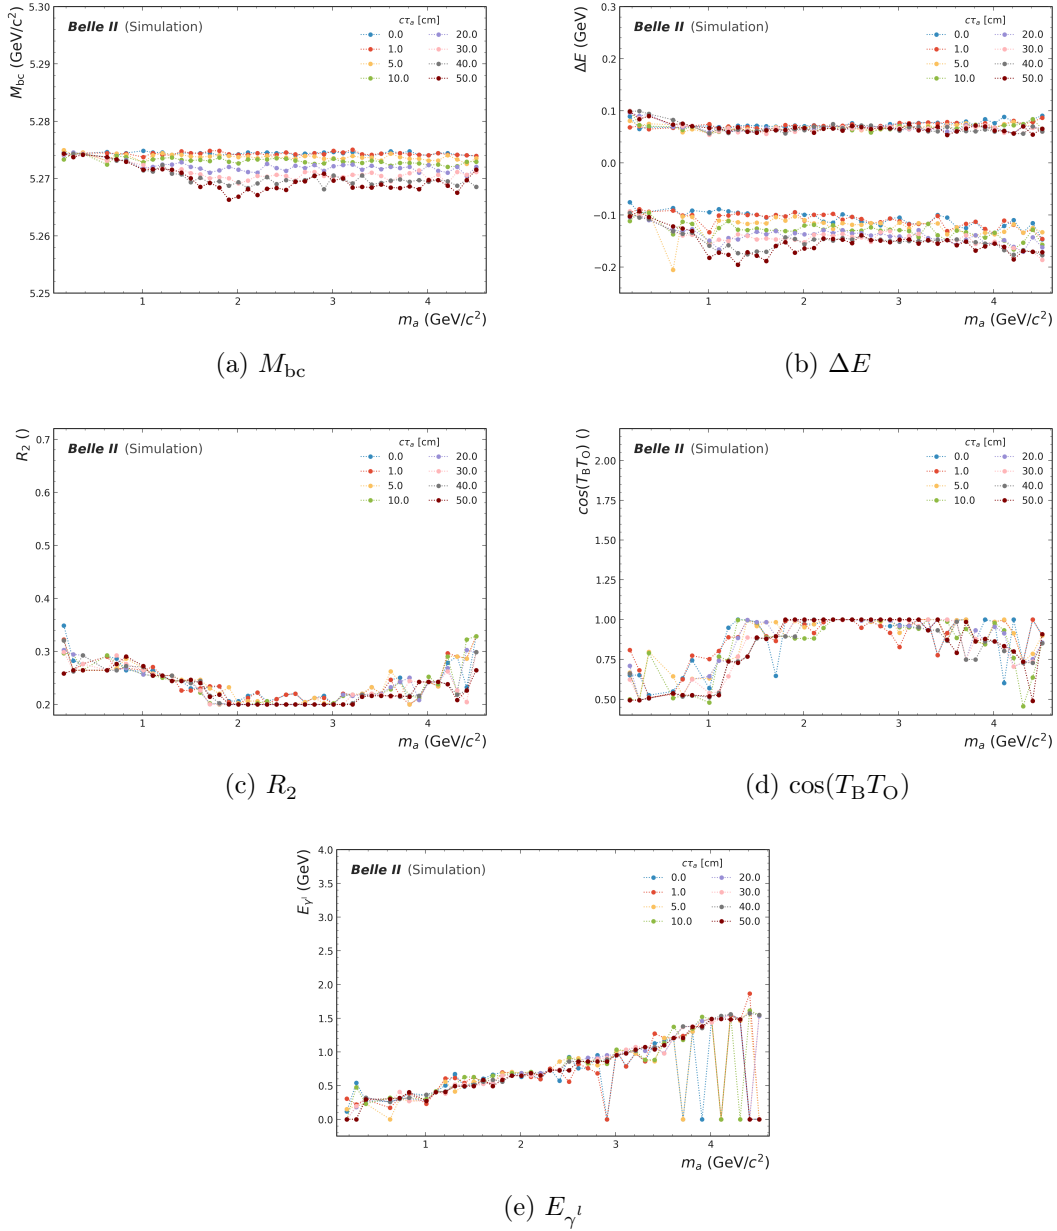 5.30
5.29
5.28
5.27
5.26
5.25
M_bc (GeV/c²)
Belle II (Simulation)
cτₐ [cm]
0.0 20.0
1.0 30.0
5.0 40.0
10.0 50.0
1 2 3 4
mₐ (GeV/c²)
(a) M_bc
0.3
0.2
0.1
0.0
−0.1
−0.2
ΔE (GeV)
Belle II (Simulation)
cτₐ [cm]
0.0 20.0
1.0 30.0
5.0 40.0
10.0 50.0
1 2 3 4
mₐ (GeV/c²)
(b) ΔE
0.7
0.6
0.5
0.4
0.3
0.2
R₂ ()
Belle II (Simulation)
cτₐ [cm]
0.0 20.0
1.0 30.0
5.0 40.0
10.0 50.0
1 2 3 4
mₐ (GeV/c²)
(c) R₂
2.00
1.75
1.50
1.25
1.00
0.75
0.50
cos(T_B T_O) ()
Belle II (Simulation)
cτₐ [cm]
0.0 20.0
1.0 30.0
5.0 40.0
10.0 50.0
1 2 3 4
mₐ (GeV/c²)
(d) cos(T_B T_O)
4.0
3.5
3.0
2.5
2.0
1.5
1.0
0.5
0.0
E_γˡ (GeV)
Belle II (Simulation)
cτₐ [cm]
0.0 20.0
1.0 30.0
5.0 40.0
10.0 50.0
1 2 3 4
mₐ (GeV/c²)
(e) E_γˡ